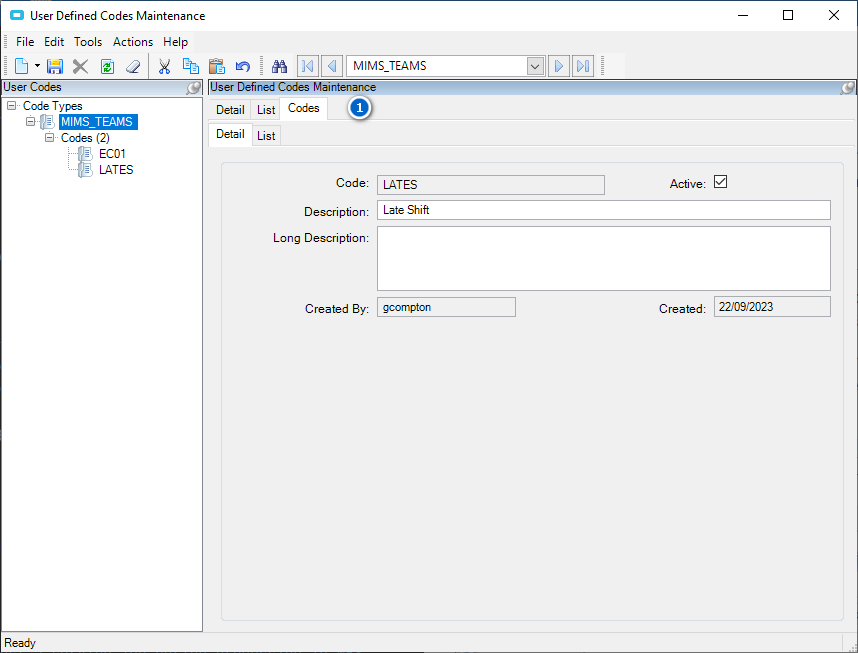 User Defined Codes Maintenance
File Edit Tools Actions Help
MIMS_TEAMS
User Codes
User Defined Codes Maintenance
Code Types
MIMS_TEAMS
Codes (2)
EC01
LATES
Detail List Codes 1
Detail List
Code: LATES Active:
Description: Late Shift
Long Description:
Created By: gcompton Created: 22/09/2023
Ready